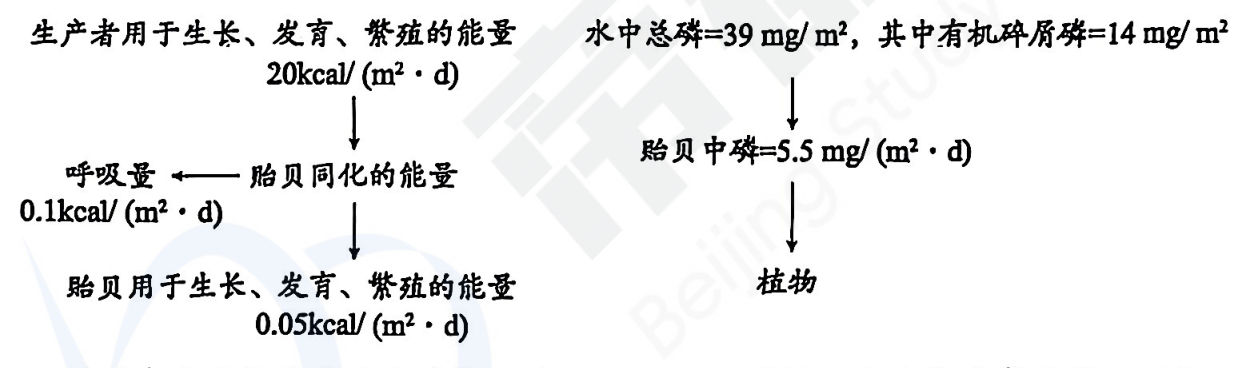 生产者用于生长、发育、繁殖的能量
20kcal/ (m²・d)
呼吸量
0.1kcal/ (m²・d)
贻贝同化的能量
贻贝用于生长、发育、繁殖的能量
0.05kcal/ (m²・d)
水中总磷=39 mg/ m², 其中有机碎屑磷=14 mg/ m²
贻贝中磷=5.5 mg/ (m²・d)
植物
Beijing Study